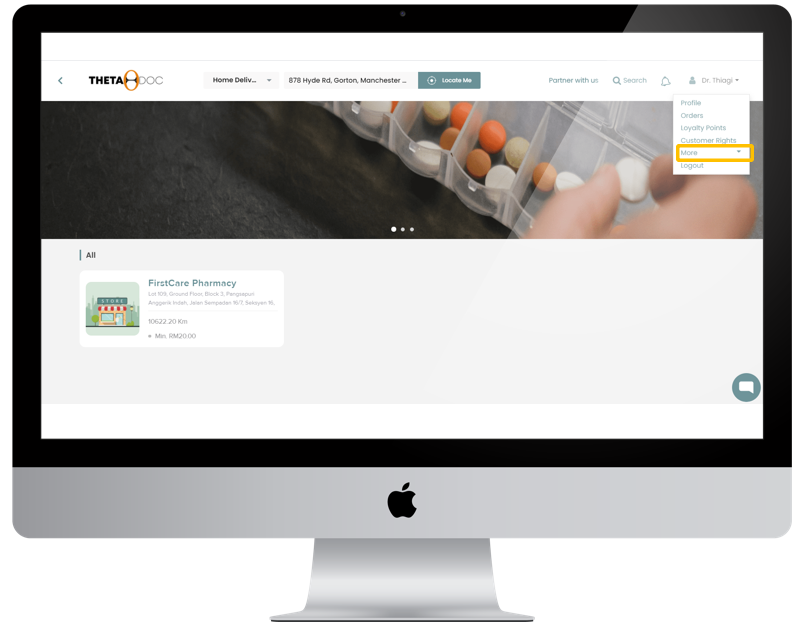 THETA DOC
Home Deliv...
878 Hyde Rd, Gorton, Manchester ...
Locate Me
Partner with us
Search
Dr. Thiagi
Profile
Orders
Loyalty Points
Customer Rights
More
Logout
All
STORE
FirstCare Pharmacy
Lot 109, Ground Floor, Block 2, Pangsapuri
Anggerik Indah, Jalan Sempadan 16/7, Seksyen 16,
10622.20 Km
Min. RM20.00